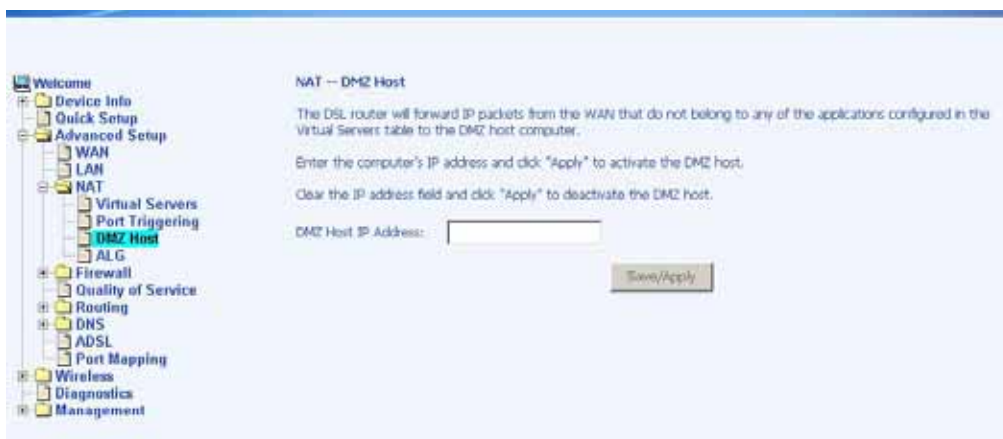 Welcome
Device Info
Quick Setup
Advanced Setup
WAN
LAN
NAT
Virtual Servers
Port Triggering
DMZ Host
ALG
Firewall
Quality of Service
Routing
DNS
ADSL
Port Mapping
Wireless
Diagnostics
Management
NAT -- DMZ Host
The DSL router will forward IP packets from the WAN that do not belong to any of the applications configured in the
Virtual Servers table to the DMZ host computer.
Enter the computer's IP address and click "Apply" to activate the DMZ host.
Clear the IP address field and click "Apply" to deactivate the DMZ host.
DMZ Host IP Address:
Save/Apply